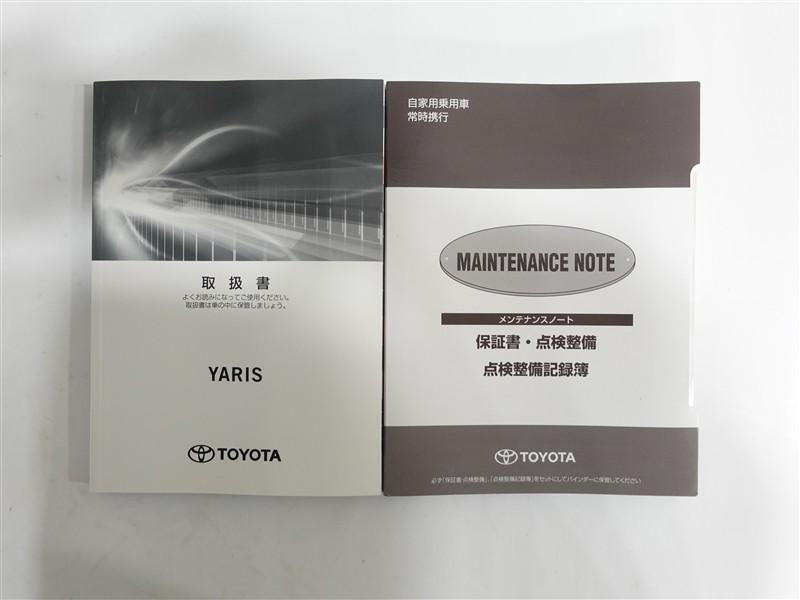 取扱書
よくお読みになってご使用ください。
取扱書は車の中に保管しましょう。
YARIS
TOYOTA
自家用乗用車
常時携行
MAINTENANCE NOTE
メンテナンスノート
保証書・点検整備
点検整備記録簿
TOYOTA
必ず「保証書・点検整備」、「点検整備記録簿」をセットにしてバインダーに保管してください